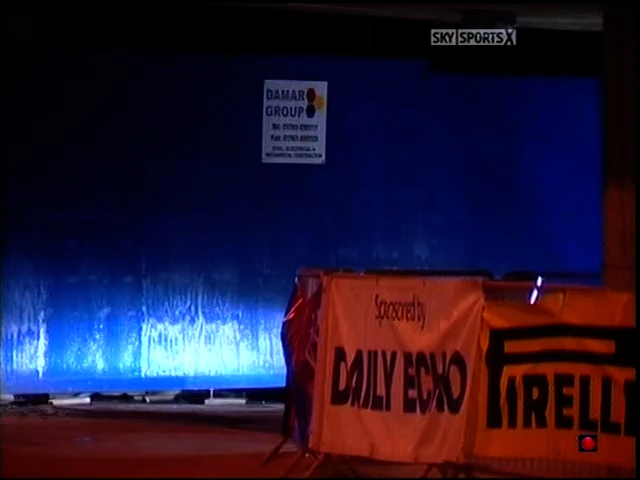 SKY SPORTS X
DAMAR
GROUP
Sponsored by
DAILY ECHO
PIRELLI